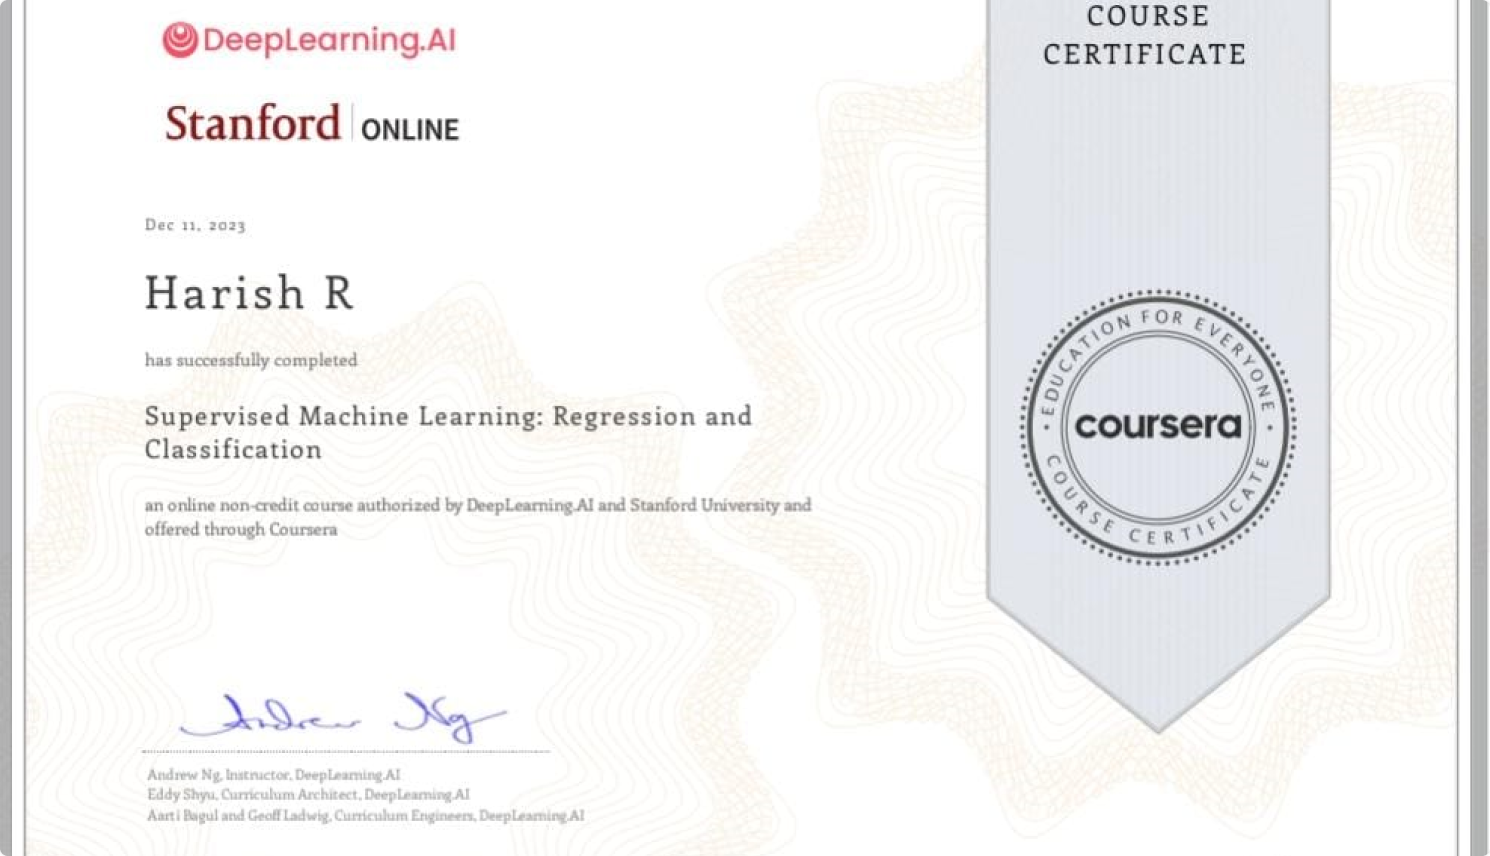 DeepLearning.AI
Stanford | ONLINE
Dec 11, 2023
Harish R
has successfully completed
Supervised Machine Learning: Regression and
Classification
an online non-credit course authorized by DeepLearning.AI and Stanford University and
offered through Coursera
Andrew Ng
Andrew Ng, Instructor, DeepLearning.AI
Eddy Shyu, Curriculum Architect, DeepLearning.AI
Aarti Bagul and Geoff Ladwig, Curriculum Engineers, DeepLearning.AI
COURSE
CERTIFICATE
EDUCATION FOR EVERYONE
coursera
COURSE CERTIFICATE